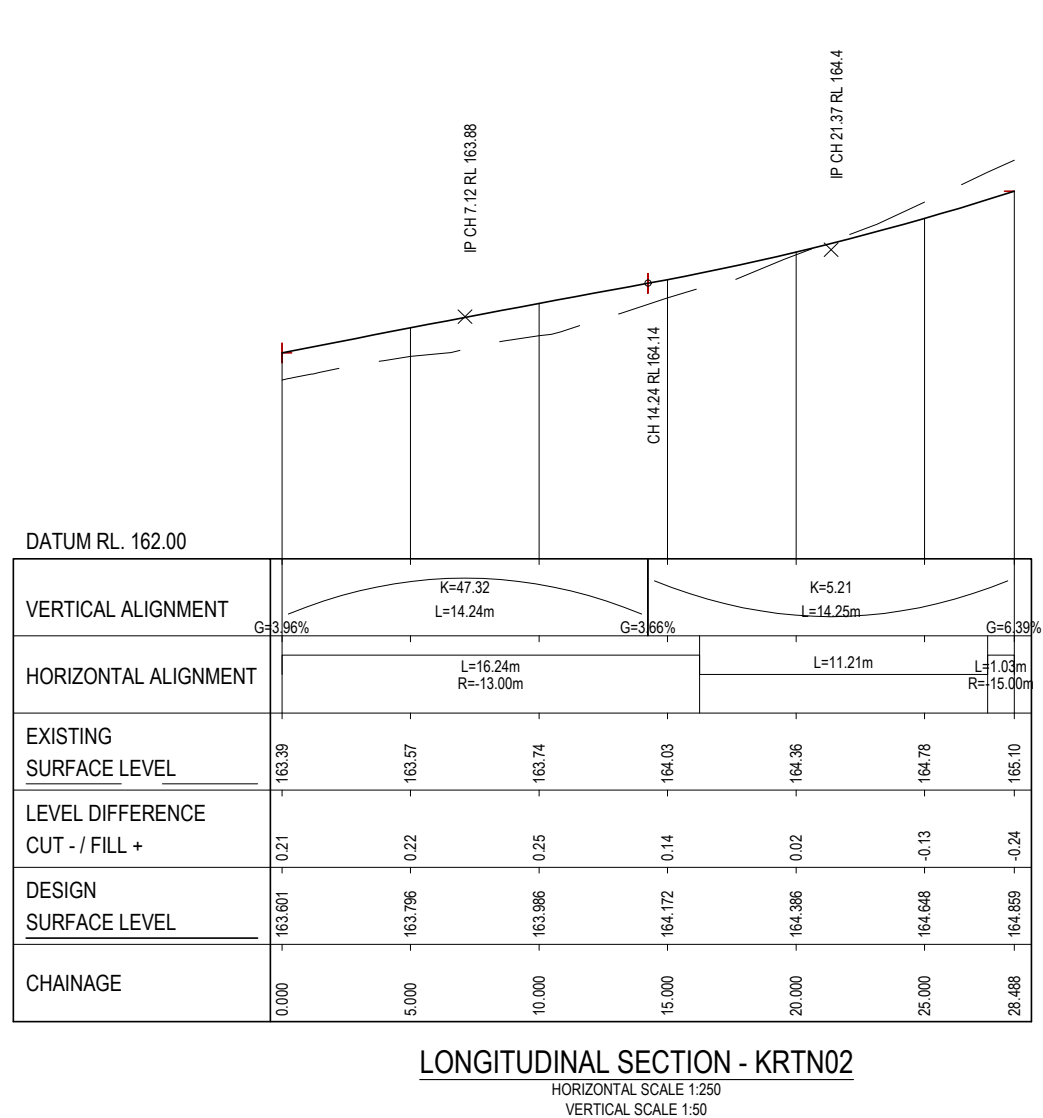 IP CH 21.37 RL 164.4
IP CH 7.12 RL 163.88
CH 14.24 RL164.14
DATUM RL. 162.00
VERTICAL ALIGNMENT
K=47.32
L=14.24m
K=5.21
L=14.25m
G=3.96%
G=3.66%
G=6.39%
HORIZONTAL ALIGNMENT
L=16.24m
R=-13.00m
L=11.21m
L=1.03m
R=-15.00m
EXISTING
SURFACE LEVEL
163.39 163.57 163.74 164.03 164.36 164.78 165.10
LEVEL DIFFERENCE
CUT - / FILL +
0.21 0.22 0.25 0.14 0.02 -0.13 -0.24
DESIGN
SURFACE LEVEL
163.601 163.796 163.986 164.172 164.386 164.648 164.859
CHAINAGE
0.000 5.000 10.000 15.000 20.000 25.000 28.488
LONGITUDINAL SECTION - KRTN02
HORIZONTAL SCALE 1:250
VERTICAL SCALE 1:50